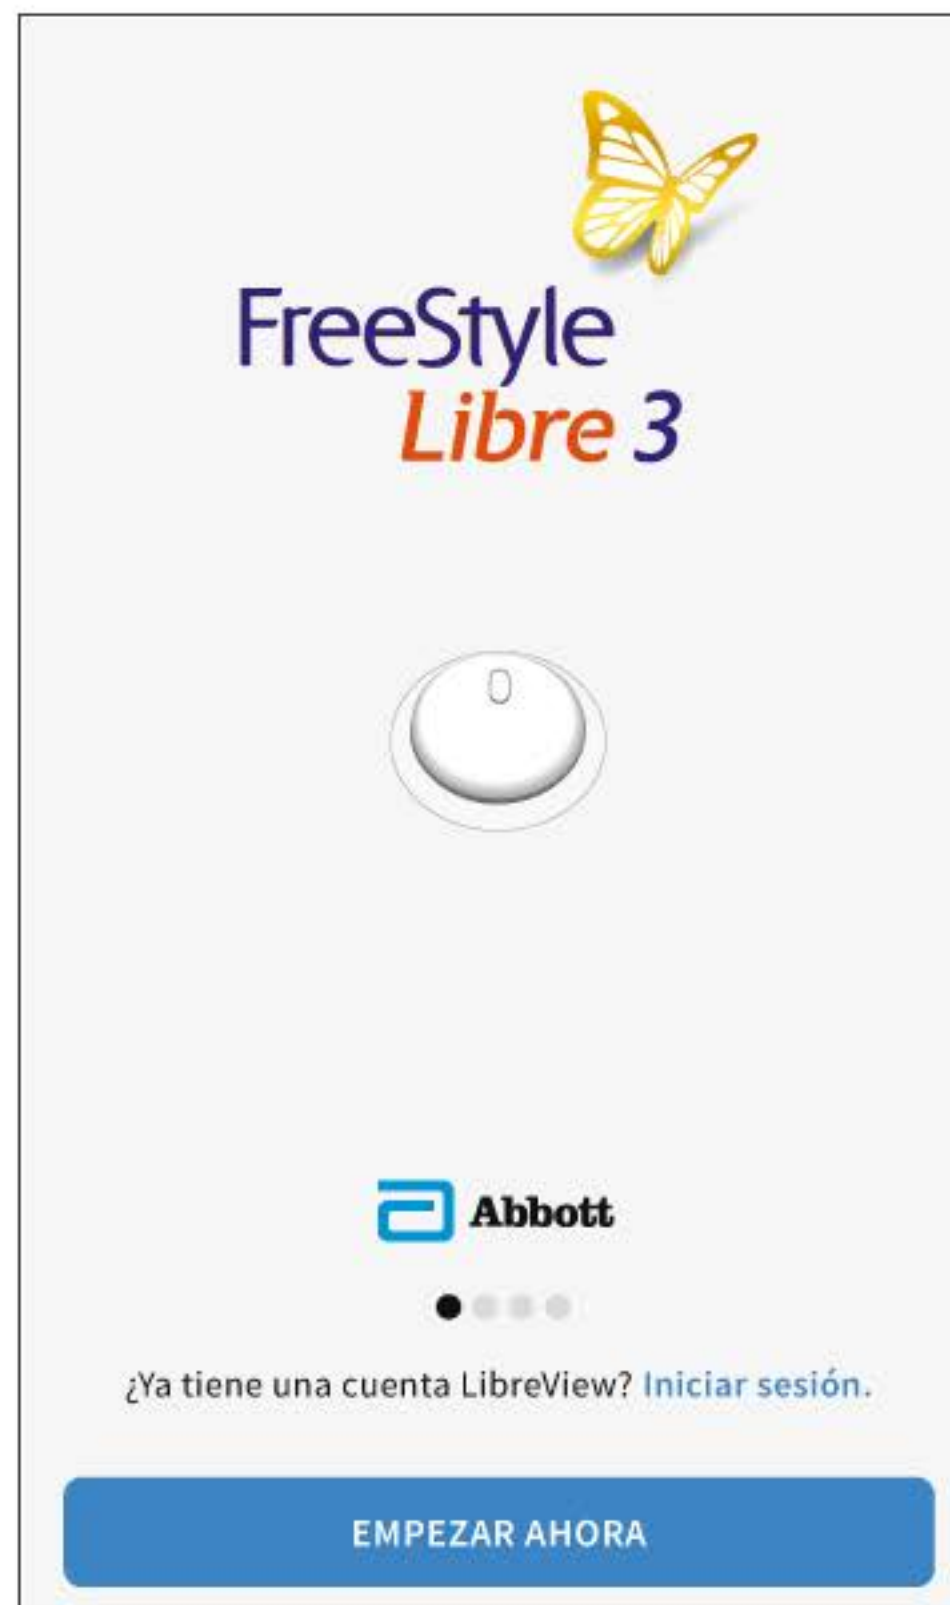 FreeStyle
Libre 3
Abbott
¿Ya tiene una cuenta LibreView? Iniciar sesión.
EMPEZAR AHORA